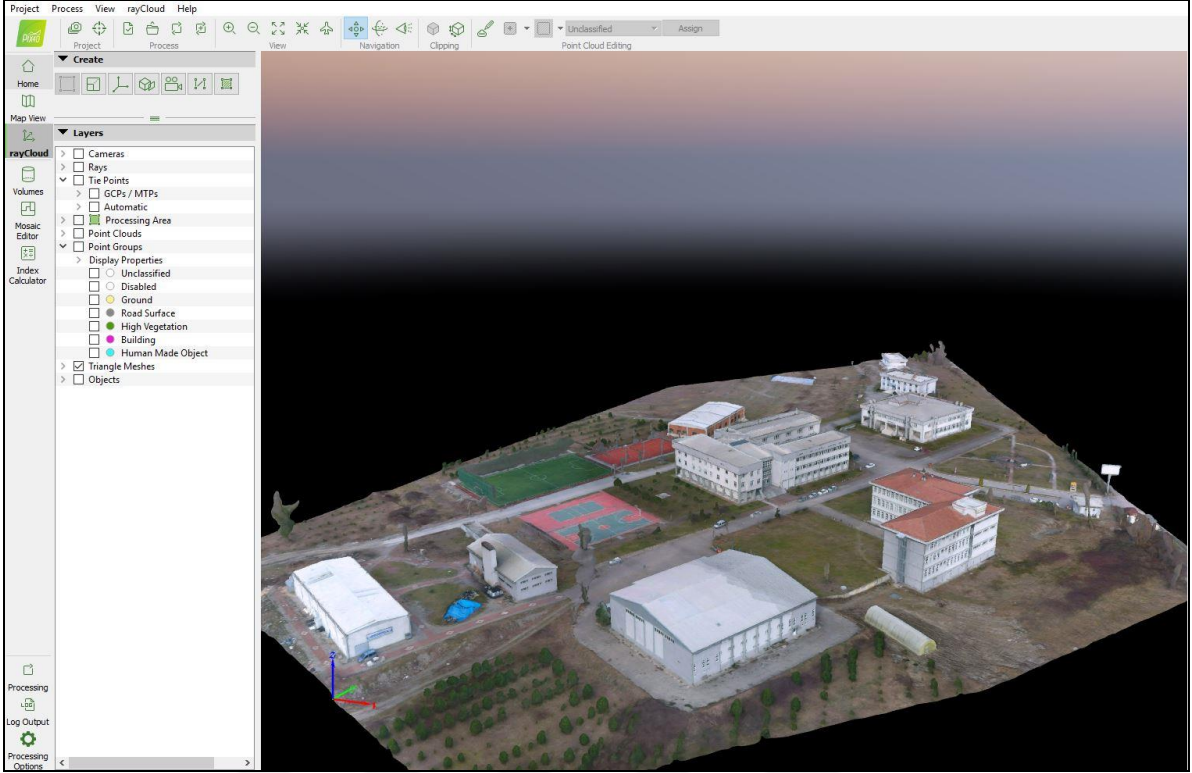 Project Process View rayCloud Help
Project Process View Navigation Clipping Point Cloud Editing
Unclassified Assign
Home
Map View
rayCloud
Volumes
Mosaic
Editor
Index
Calculator
Create
Layers
Cameras
Rays
Tie Points
GCPs / MTPs
Automatic
Processing Area
Point Clouds
Point Groups
Display Properties
Unclassified
Disabled
Ground
Road Surface
High Vegetation
Building
Human Made Object
Triangle Meshes
Objects
Processing
Log Output
Processing
Options